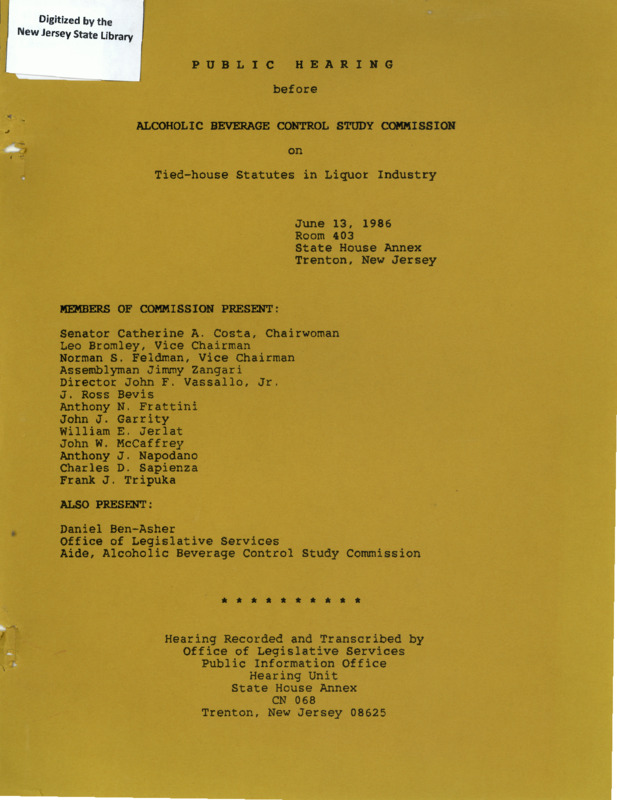 Digitized by the
New Jersey State Library
PUBLIC HEARING
before
ALCOHOLIC BEVERAGE CONTROL STUDY COMMISSION
on
Tied-house Statutes in Liquor Industry
June 13, 1986
Room 403
State House Annex
Trenton, New Jersey
MEMBERS OF COMMISSION PRESENT:
Senator Catherine A. Costa, Chairwoman
Leo Bromley, Vice Chairman
Norman S. Feldman, Vice Chairman
Assemblyman Jimmy Zangari
Director John F. Vassallo, Jr.
J. Ross Bevis
Anthony N. Frattini
John J. Garrity
William E. Jerlat
John W. McCaffrey
Anthony J. Napodano
Charles D. Sapienza
Frank J. Tripuka
ALSO PRESENT:
Daniel Ben-Asher
Office of Legislative Services
Aide, Alcoholic Beverage Control Study Commission
* * * * * * * * * *
Hearing Recorded and Transcribed by
Office of Legislative Services
Public Information Office
Hearing Unit
State House Annex
CN 068
Trenton, New Jersey 08625